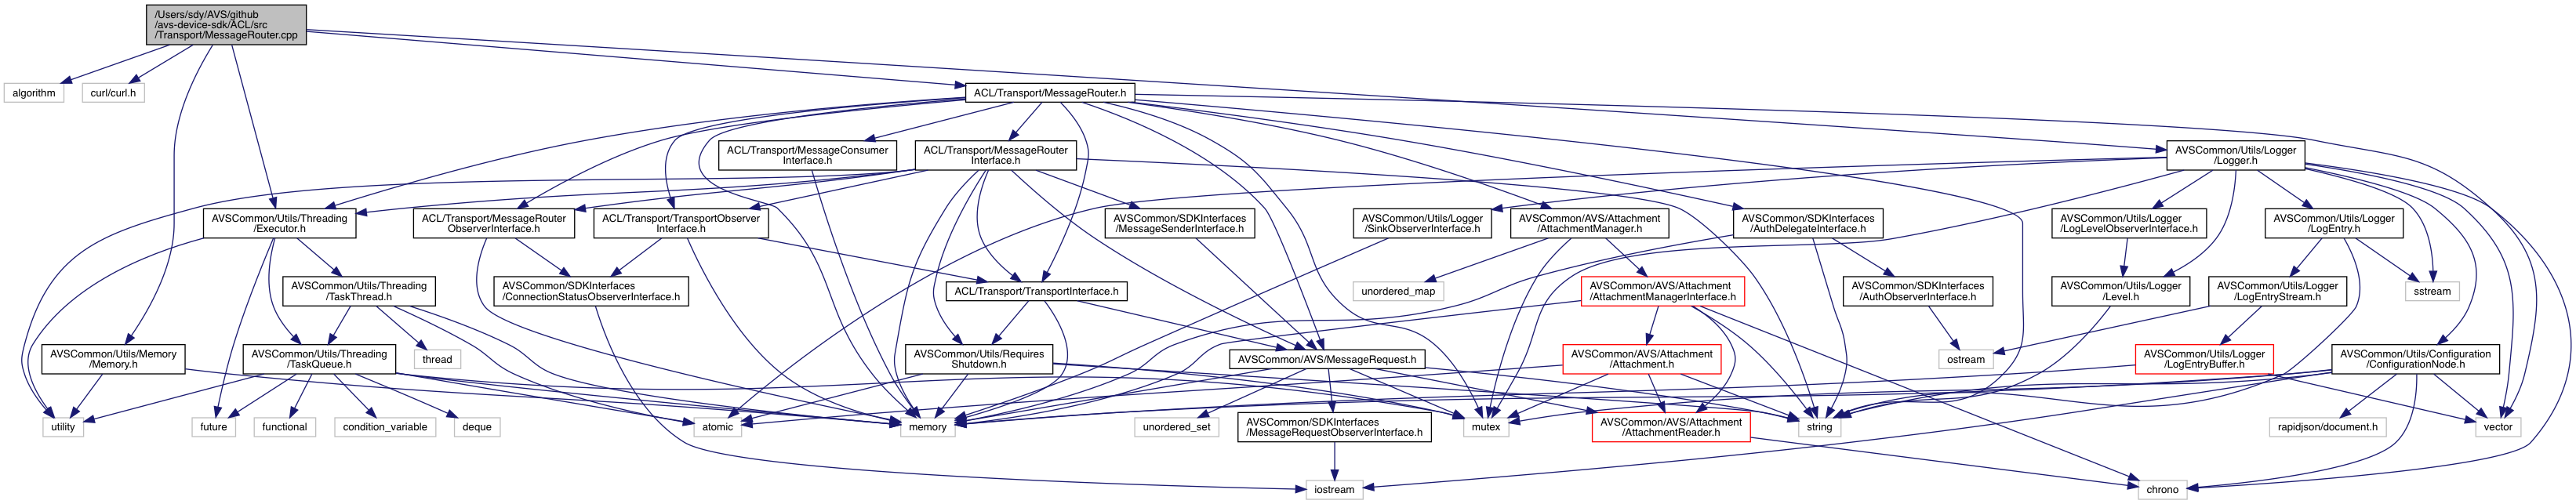 /Users/sdy/AVS/github
/avs-device-sdk/ACL/src
/Transport/MessageRouter.cpp
algorithm
curl/curl.h
ACL/Transport/MessageRouter.h
ACL/Transport/MessageConsumer
Interface.h
ACL/Transport/MessageRouter
Interface.h
AVSCommon/Utils/Logger
/Logger.h
AVSCommon/Utils/Threading
/Executor.h
ACL/Transport/MessageRouter
ObserverInterface.h
ACL/Transport/TransportObserver
Interface.h
AVSCommon/SDKInterfaces
/MessageSenderInterface.h
AVSCommon/Utils/Logger
/SinkObserverInterface.h
AVSCommon/AVS/Attachment
/AttachmentManager.h
AVSCommon/SDKInterfaces
/AuthDelegateInterface.h
AVSCommon/Utils/Logger
/LogLevelObserverInterface.h
AVSCommon/Utils/Logger
/LogEntry.h
AVSCommon/Utils/Threading
/TaskThread.h
AVSCommon/SDKInterfaces
/ConnectionStatusObserverInterface.h
ACL/Transport/TransportInterface.h
unordered_map
AVSCommon/AVS/Attachment
/AttachmentManagerInterface.h
AVSCommon/SDKInterfaces
/AuthObserverInterface.h
AVSCommon/Utils/Logger
/Level.h
AVSCommon/Utils/Logger
/LogEntryStream.h
sstream
AVSCommon/Utils/Memory
/Memory.h
AVSCommon/Utils/Threading
/TaskQueue.h
thread
AVSCommon/Utils/Requires
Shutdown.h
AVSCommon/AVS/MessageRequest.h
AVSCommon/AVS/Attachment
/Attachment.h
ostream
AVSCommon/Utils/Logger
/LogEntryBuffer.h
AVSCommon/Utils/Configuration
/ConfigurationNode.h
utility
future
functional
condition_variable
deque
atomic
memory
unordered_set
AVSCommon/SDKInterfaces
/MessageRequestObserverInterface.h
mutex
AVSCommon/AVS/Attachment
/AttachmentReader.h
string
rapidjson/document.h
vector
iostream
chrono